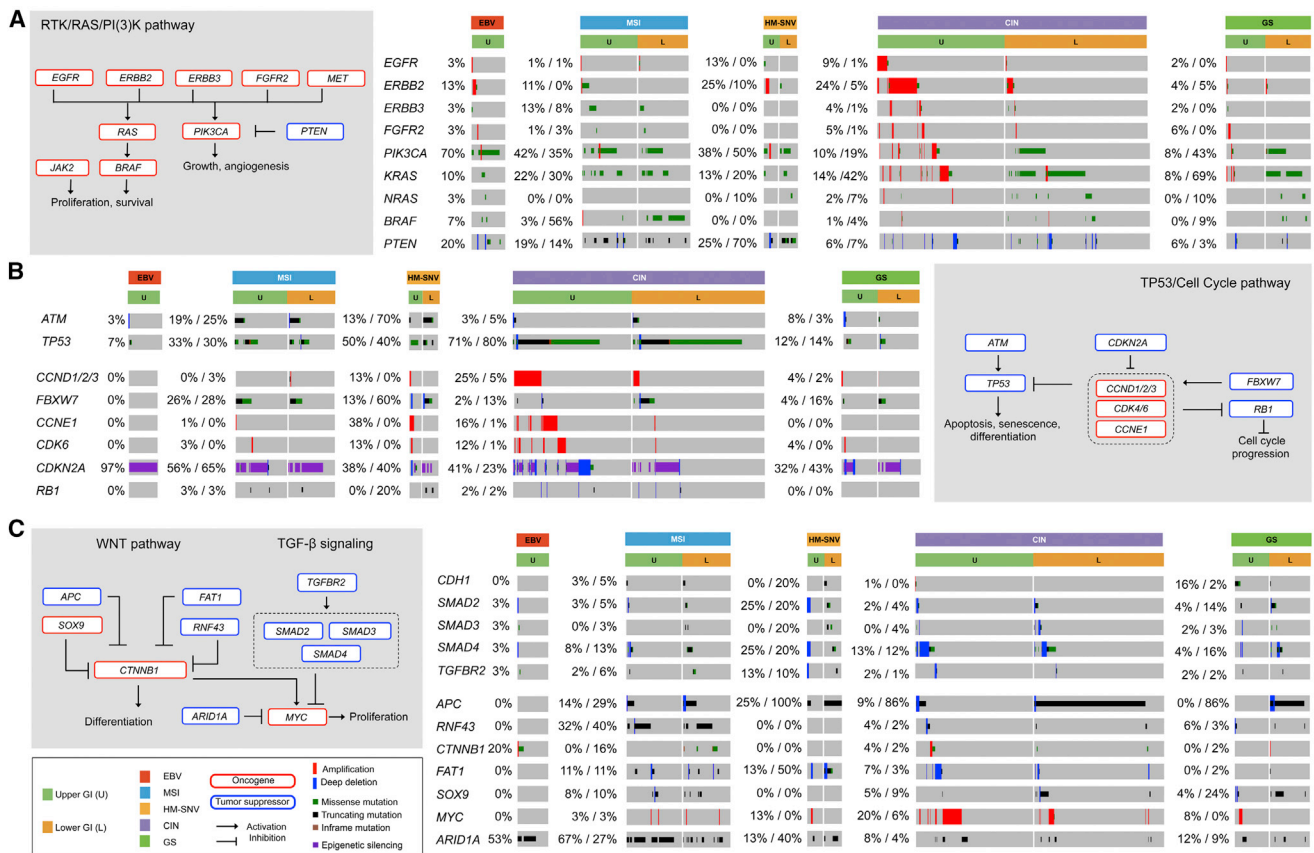 A
RTK/RAS/PI(3)K pathway
EGFR ERBB2 ERBB3 FGFR2 MET
RAS PIK3CA PTEN
JAK2 BRAF Growth, angiogenesis
Proliferation, survival
EBV MSI HM-SNV CIN GS
U U L U L U L U L
EGFR 3% 1% / 1% 13% / 0% 9% / 1% 2% / 0%
ERBB2 13% 11% / 0% 25% / 10% 24% / 5% 4% / 5%
ERBB3 3% 13% / 8% 0% / 0% 4% /1% 2% / 0%
FGFR2 3% 1% / 3% 0% / 0% 5% / 1% 6% / 0%
PIK3CA 70% 42% / 35% 38% / 50% 10% /19% 8% / 43%
KRAS 10% 22% / 30% 13% / 20% 14% / 42% 8% / 69%
NRAS 3% 0% / 0% 0% / 10% 2% / 7% 0% / 10%
BRAF 7% 3% / 56% 0% / 0% 1% /4% 0% / 9%
PTEN 20% 19% / 14% 25% / 70% 6% / 7% 6% / 3%
B
EBV MSI HM-SNV CIN GS
U U L U L U L U L
ATM 3% 19% / 25% 13% / 70% 3% / 5% 8% / 3%
TP53 7% 33% / 30% 50% / 40% 71% / 80% 12% / 14%
CCND1/2/3 0% 0% / 3% 13% / 0% 25% / 5% 4% / 2%
FBXW7 0% 26% / 28% 13% / 60% 2% / 13% 4% / 16%
CCNE1 0% 1% / 0% 38% / 0% 16% / 1% 0% / 0%
CDK6 0% 3% / 0% 13% / 0% 12% / 1% 4% / 0%
CDKN2A 97% 56% / 65% 38% / 40% 41% / 23% 32% / 43%
RB1 0% 3% / 3% 0% / 20% 2% / 2% 0% / 0%
TP53/Cell Cycle pathway
ATM CDKN2A
TP53 CCND1/2/3 FBXW7
CDK4/6 RB1
CCNE1
Apoptosis, senescence,
differentiation
Cell cycle
progression
C
WNT pathway TGF-β signaling
APC FAT1 TGFBR2
SOX9 RNF43 SMAD2 SMAD3
SMAD4
CTNNB1
Differentiation ARID1A MYC Proliferation
Upper GI (U)
Lower GI (L)
EBV
MSI
HM-SNV
CIN
GS
Oncogene
Tumor suppressor
Activation
Inhibition
Amplification
Deep deletion
Missense mutation
Truncating mutation
Inframe mutation
Epigenetic silencing
EBV MSI HM-SNV CIN GS
U U L U L U L U L
CDH1 0% 3% / 5% 0% / 20% 1% / 0% 16% / 2%
SMAD2 3% 3% / 5% 25% / 20% 2% / 4% 4% / 14%
SMAD3 3% 0% / 3% 0% / 20% 0% / 4% 2% / 3%
SMAD4 3% 8% / 13% 25% / 20% 13% / 12% 4% / 16%
TGFBR2 3% 2% / 6% 13% / 10% 2% / 1% 2% / 2%
APC 0% 14% / 29% 25% / 100% 9% / 86% 0% / 86%
RNF43 0% 32% / 40% 0% / 0% 4% / 2% 6% / 3%
CTNNB1 20% 0% / 16% 0% / 0% 4% / 2% 0% / 2%
FAT1 0% 11% / 11% 13% / 50% 7% / 3% 0% / 2%
SOX9 0% 8% / 10% 0% / 0% 5% / 9% 4% / 24%
MYC 0% 3% / 3% 13% / 0% 20% / 6% 8% / 0%
ARID1A 53% 67% / 27% 13% / 40% 8% / 4% 12% / 9%